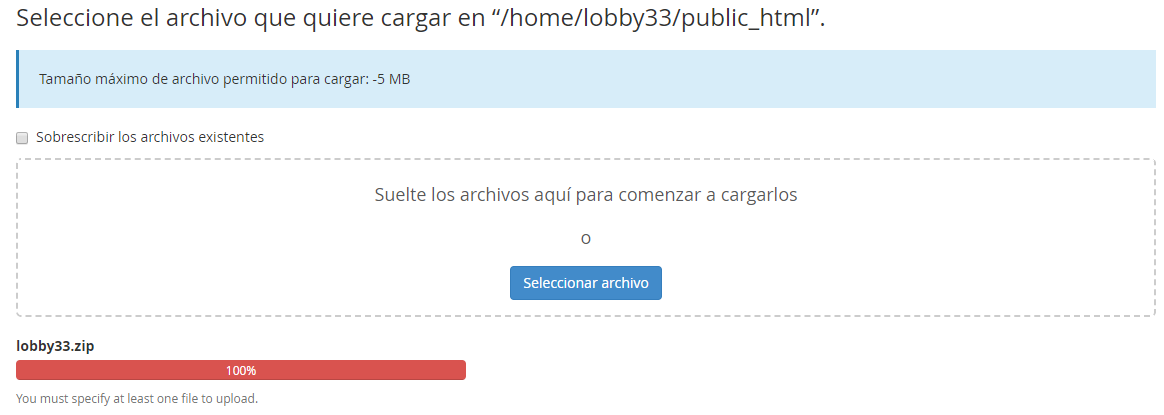 Seleccione el archivo que quiere cargar en “/home/lobby33/public_html”.
Tamaño máximo de archivo permitido para cargar: -5 MB
Sobrescribir los archivos existentes
Suelte los archivos aquí para comenzar a cargarlos
O
Seleccionar archivo
lobby33.zip
100%
You must specify at least one file to upload.